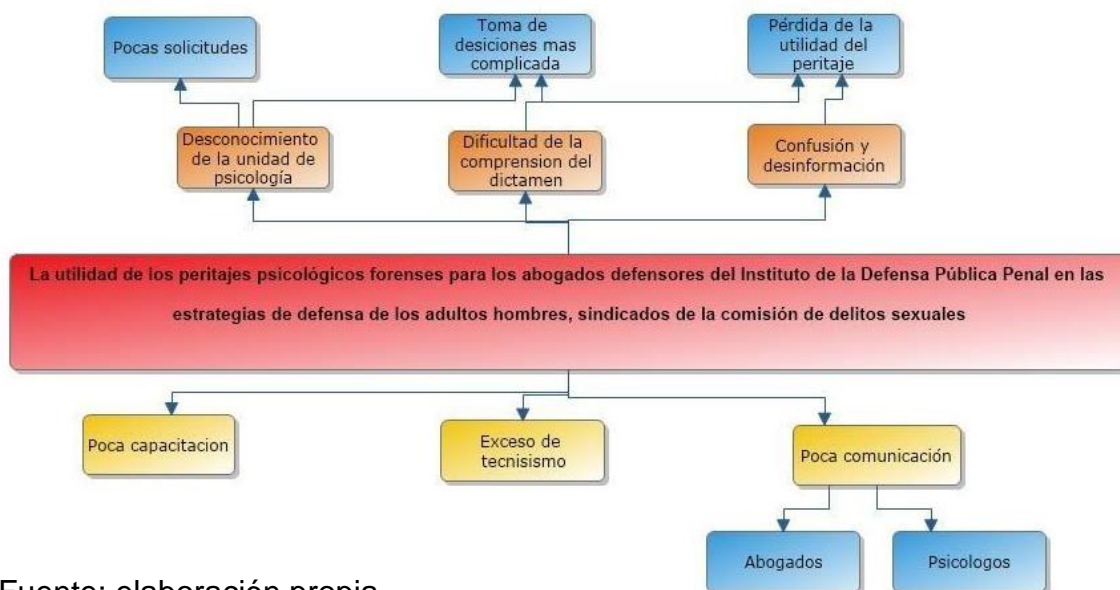 Pocas solicitudes
Toma de
desiciones mas
complicada
Pérdida de la
utilidad del
peritaje
Desconocimiento
de la unidad de
psicología
Dificultad de la
comprension del
dictamen
Confusión y
desinformación
La utilidad de los peritajes psicológicos forenses para los abogados defensores del Instituto de la Defensa Pública Penal en las
estrategias de defensa de los adultos hombres, sindicados de la comisión de delitos sexuales
Poca capacitacion
Exceso de
tecnisismo
Poca comunicación
Abogados
Psicologos
Fuente: elaboración propia